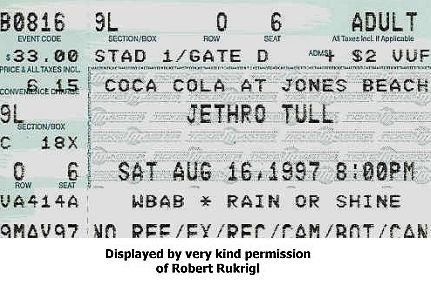 B0816 9L O 6 ADULT
EVENT CODE SECTION/BOX ROW SEAT All Taxes Incl. If Applicable
$33.00 STAD 1/GATE D ADMS+ $2 VUF
PRICE & ALL TAXES INCL.
6.15 COCA COLA AT JONES BEACH
CONVENIENCE CHARGE
9L JETHRO TULL
SECTION/BOX
C 18X
O 6 SAT AUG 16,1997 8:00PM
ROW SEAT
VA414A WBAB * RAIN OR SHINE
9MAY97 NO REF/EX/REC/CAM/BOT/CAN
Displayed by very kind permission
of Robert Rukrigl